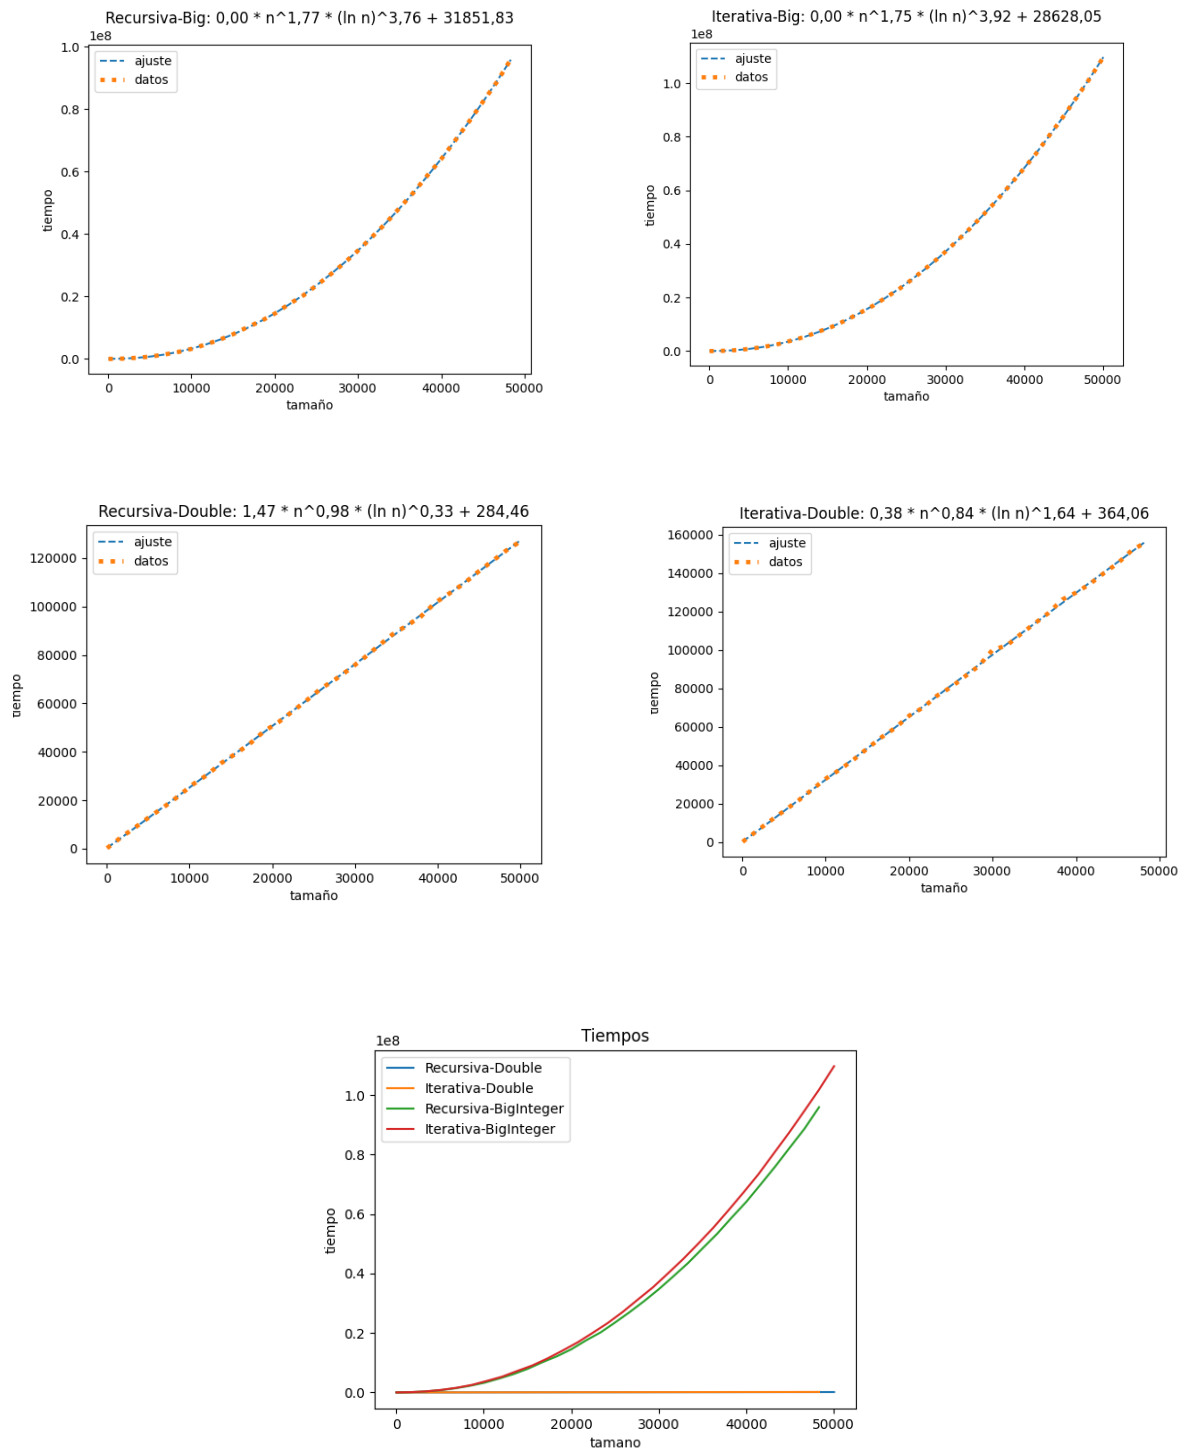 Recursiva-Big: 0,00 * n^1,77 * (ln n)^3,76 + 31851,83
1e8
ajuste
datos
1.0
0.8
0.6
0.4
0.2
0.0
tiempo
0 10000 20000 30000 40000 50000
tamaño
Iterativa-Big: 0,00 * n^1,75 * (ln n)^3,92 + 28628,05
1e8
ajuste
datos
1.0
0.8
0.6
0.4
0.2
0.0
tiempo
0 10000 20000 30000 40000 50000
tamaño
Recursiva-Double: 1,47 * n^0,98 * (ln n)^0,33 + 284,46
ajuste
datos
120000
100000
80000
60000
40000
20000
0
tiempo
0 10000 20000 30000 40000 50000
tamaño
Iterativa-Double: 0,38 * n^0,84 * (ln n)^1,64 + 364,06
ajuste
datos
160000
140000
120000
100000
80000
60000
40000
20000
0
tiempo
0 10000 20000 30000 40000 50000
tamaño
Tiempos
1e8
Recursiva-Double
Iterativa-Double
Recursiva-BigInteger
Iterativa-BigInteger
1.0
0.8
0.6
0.4
0.2
0.0
tiempo
0 10000 20000 30000 40000 50000
tamano